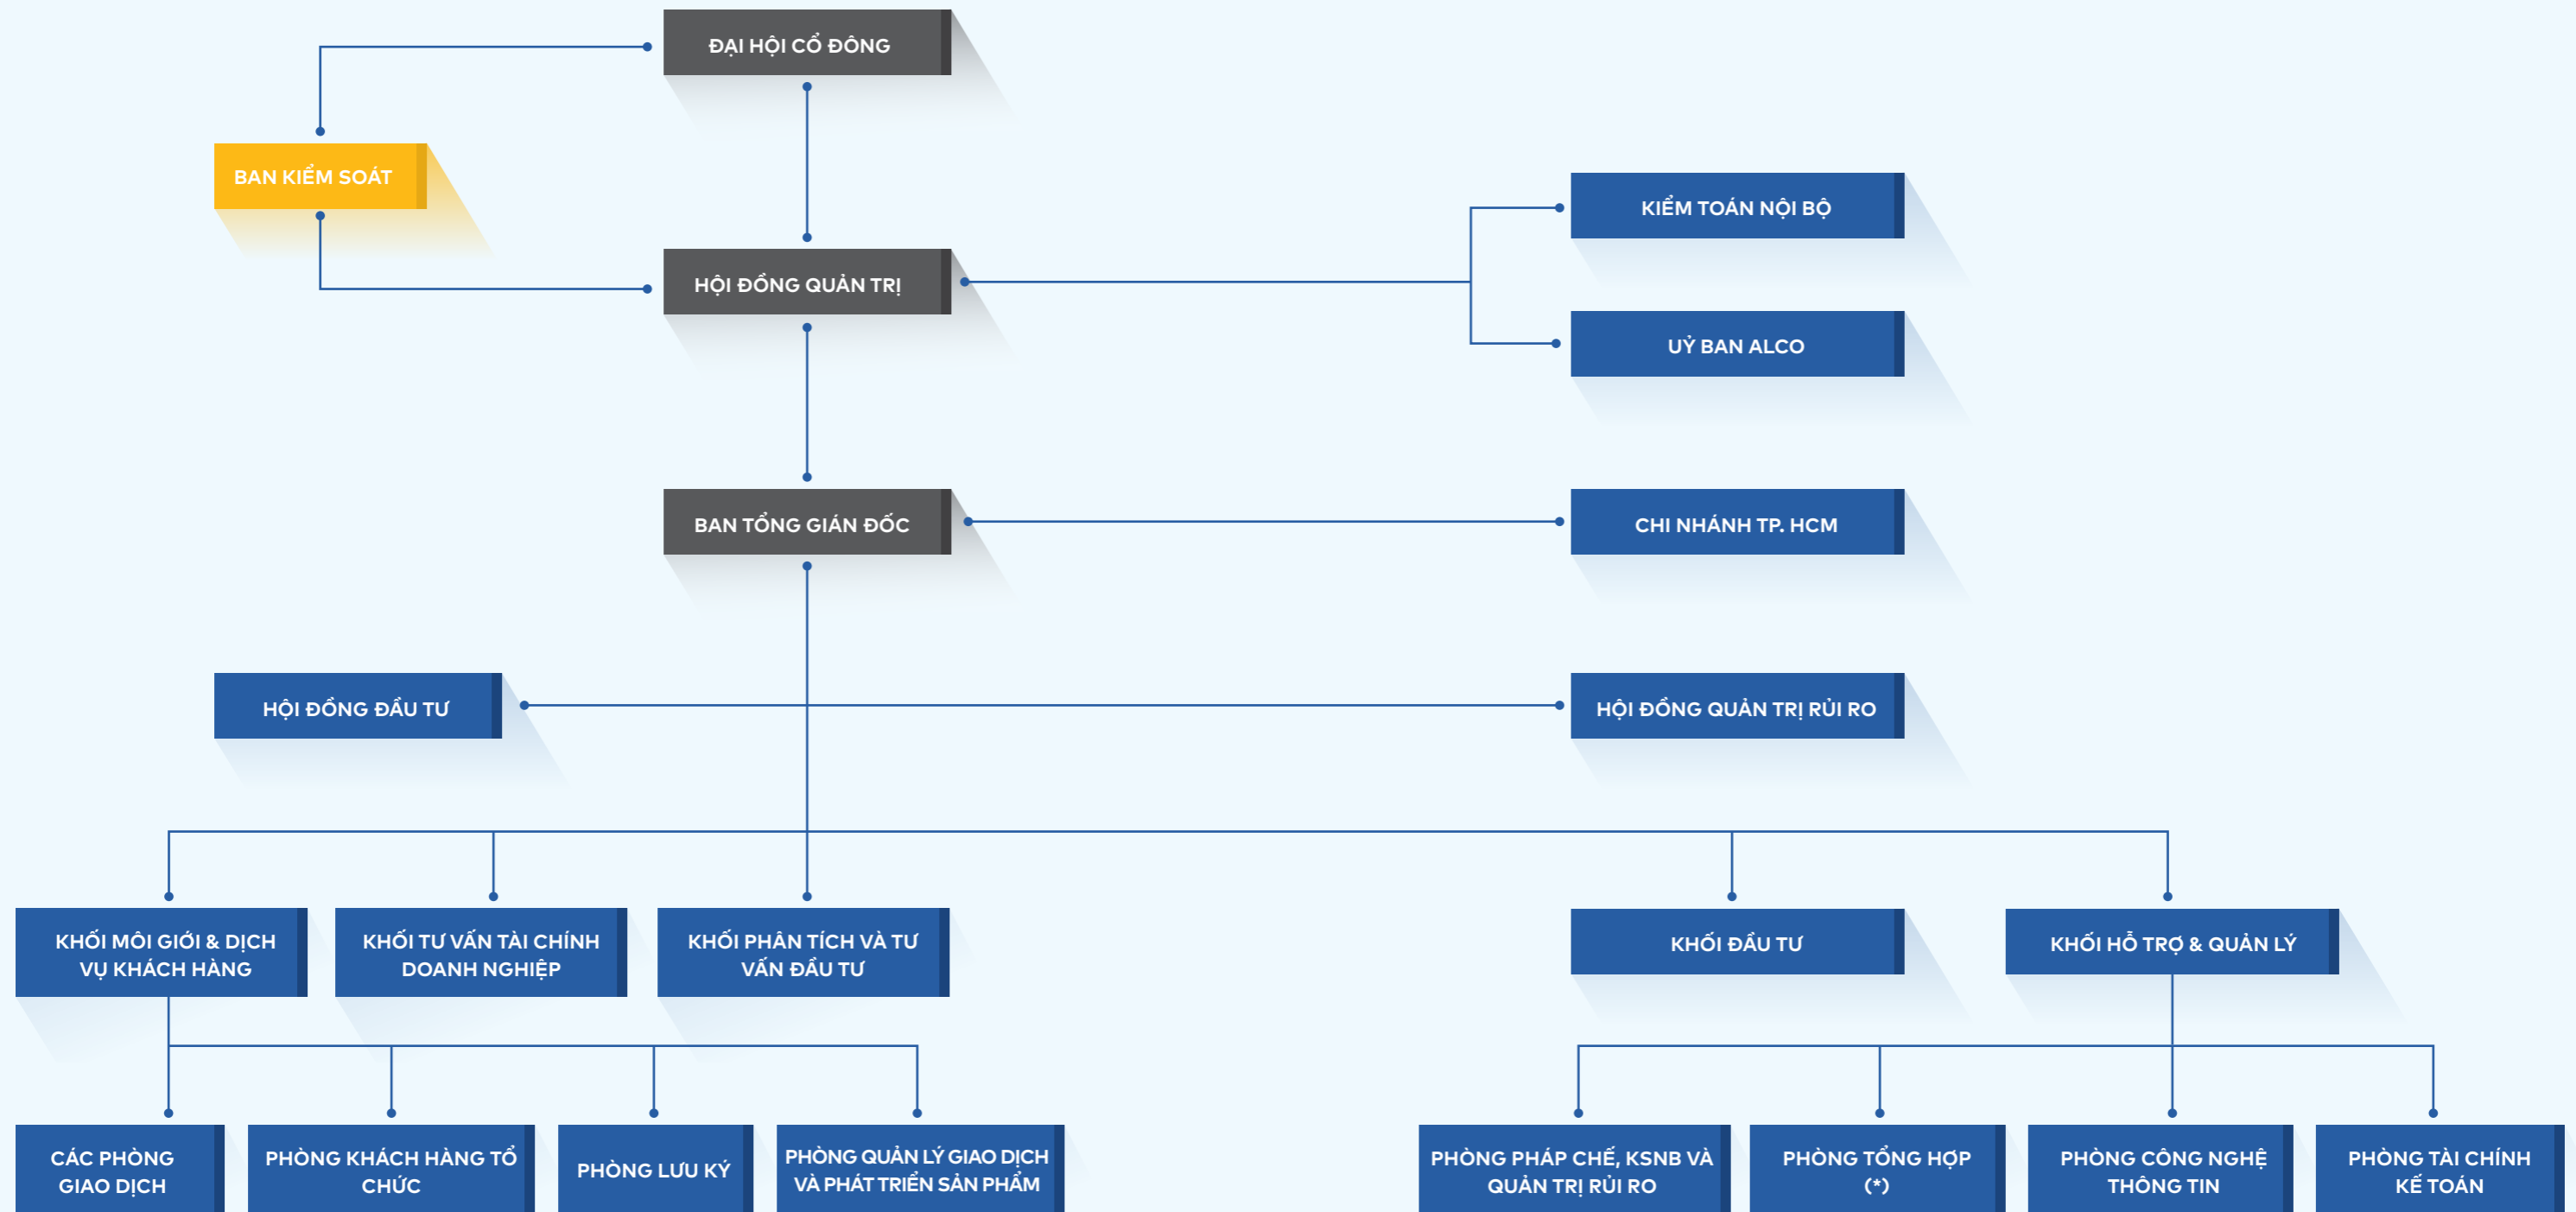 ĐẠI HỘI CỔ ĐÔNG
BAN KIỂM SOÁT
KIỂM TOÁN NỘI BỘ
HỘI ĐỒNG QUẢN TRỊ
UỶ BAN ALCO
BAN TỔNG GIÁN ĐỐC
CHI NHÁNH TP. HCM
HỘI ĐỒNG ĐẦU TƯ
HỘI ĐỒNG QUẢN TRỊ RỦI RO
KHỐI MÔI GIỚI & DỊCH
VỤ KHÁCH HÀNG
KHỐI TƯ VẤN TÀI CHÍNH
DOANH NGHIỆP
KHỐI PHÂN TÍCH VÀ TƯ
VẤN ĐẦU TƯ
KHỐI ĐẦU TƯ
KHỐI HỖ TRỢ & QUẢN LÝ
CÁC PHÒNG
GIAO DỊCH
PHÒNG KHÁCH HÀNG TỔ
CHỨC
PHÒNG LƯU KÝ
PHÒNG QUẢN LÝ GIAO DỊCH
VÀ PHÁT TRIỂN SẢN PHẨM
PHÒNG PHÁP CHẾ, KSNB VÀ
QUẢN TRỊ RỦI RO
PHÒNG TỔNG HỢP
(*)
PHÒNG CÔNG NGHỆ
THÔNG TIN
PHÒNG TÀI CHÍNH
KẾ TOÁN